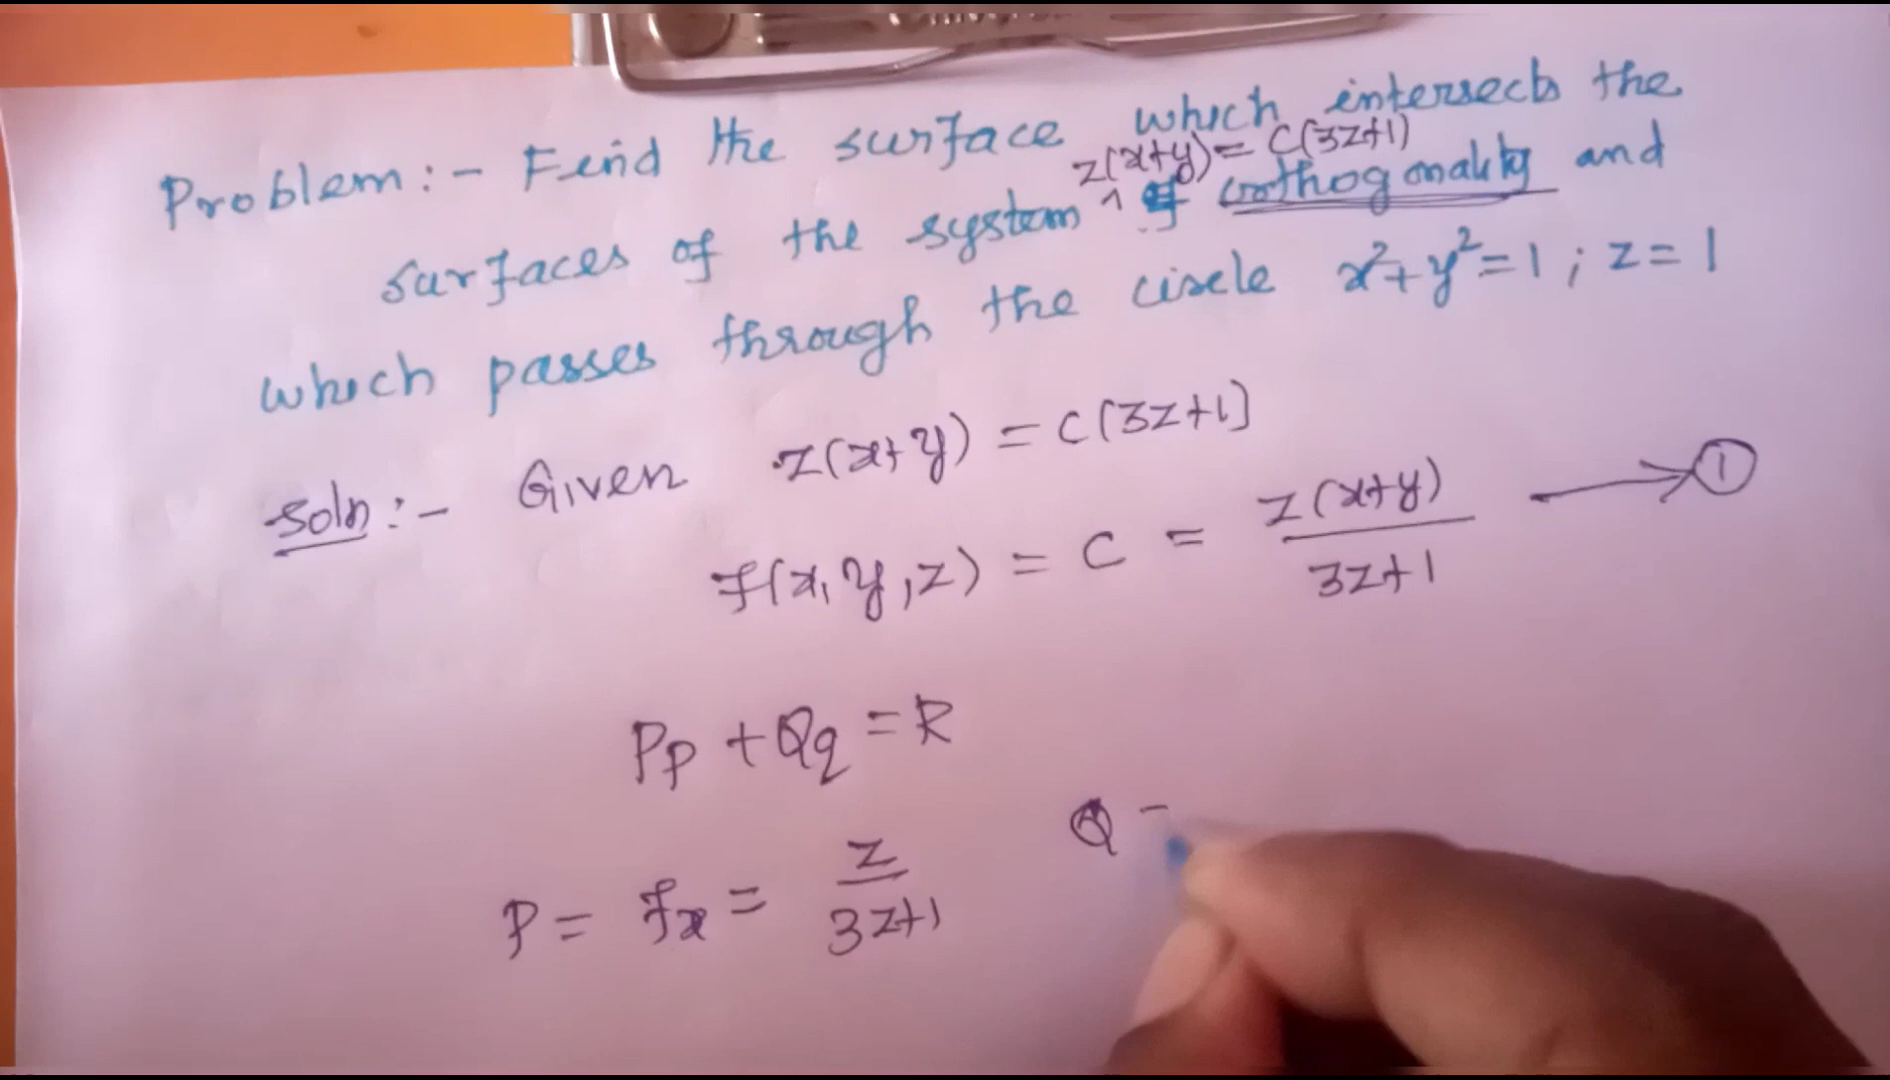 Problem :- Find the surface which intersects the
surfaces of the system ^ z(x+y) = C(3z+1) orthogonality and
which passes through the circle x²+y²=1 ; z=1
Soln :- Given z(x+y) = c(3z+1)
f(x,y,z) = C = z(x+y)/3z+1 → ①
Pp + Qq = R
P = fx = z/3z+1 Q =